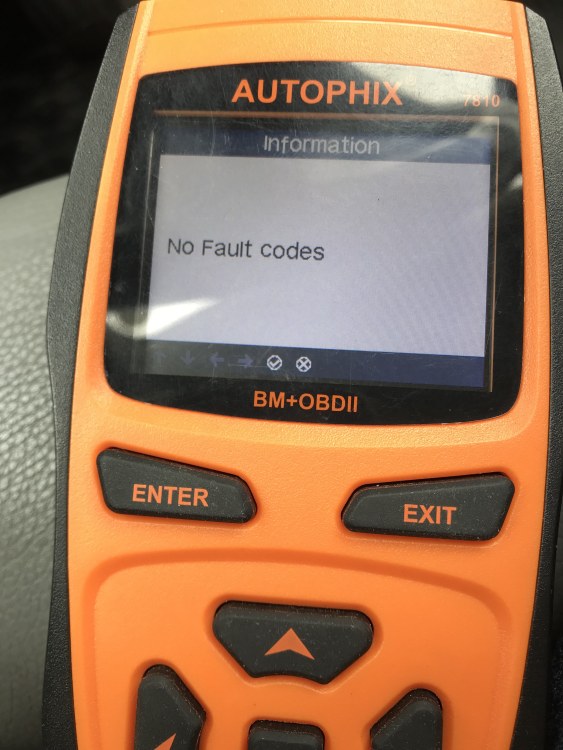 AUTOPHIX 7810
Information
No Fault codes
BM+OBDII
ENTER
EXIT